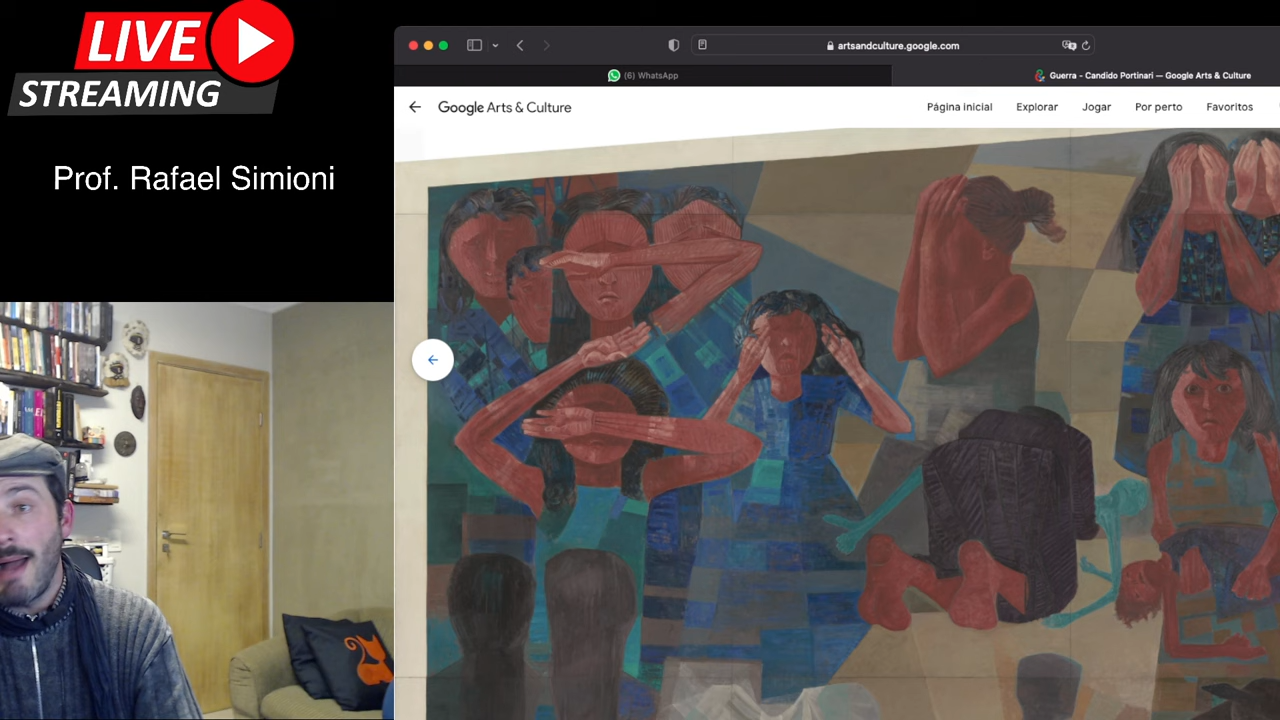 LIVE
STREAMING
Prof. Rafael Simioni
artsandculture.google.com
(6) WhatsApp
Guerra - Candido Portinari — Google Arts & Culture
Google Arts & Culture
Página inicial
Explorar
Jogar
Por perto
Favoritos